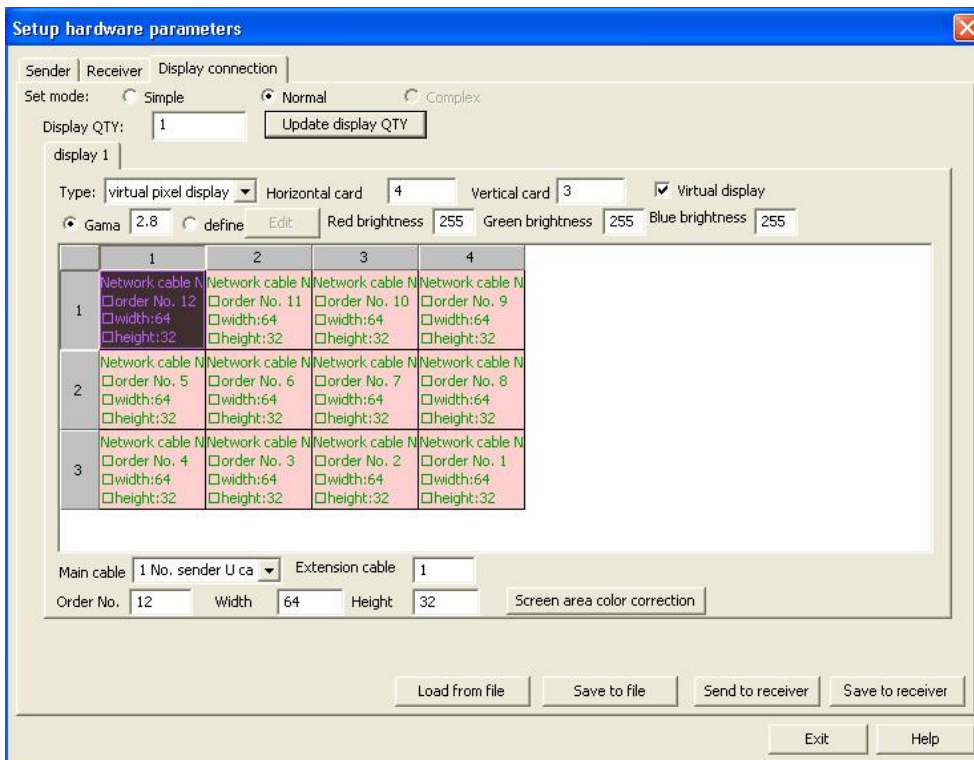 Setup hardware parameters
Sender Receiver Display connection
Set mode: Simple Normal Complex
Display QTY: 1 Update display QTY
display 1
Type: virtual pixel display Horizontal card 4 Vertical card 3 Virtual display
Gama 2.8 define Edit Red brightness 255 Green brightness 255 Blue brightness 255
1 2 3 4
Network cable N Network cable N Network cable N Network cable N
1 order No. 12 order No. 11 order No. 10 order No. 9
width:64 width:64 width:64 width:64
height:32 height:32 height:32 height:32
Network cable N Network cable N Network cable N Network cable N
2 order No. 5 order No. 6 order No. 7 order No. 8
width:64 width:64 width:64 width:64
height:32 height:32 height:32 height:32
Network cable N Network cable N Network cable N Network cable N
3 order No. 4 order No. 3 order No. 2 order No. 1
width:64 width:64 width:64 width:64
height:32 height:32 height:32 height:32
Main cable 1 No. sender U ca Extension cable 1
Order No. 12 Width 64 Height 32 Screen area color correction
Load from file Save to file Send to receiver Save to receiver
Exit Help